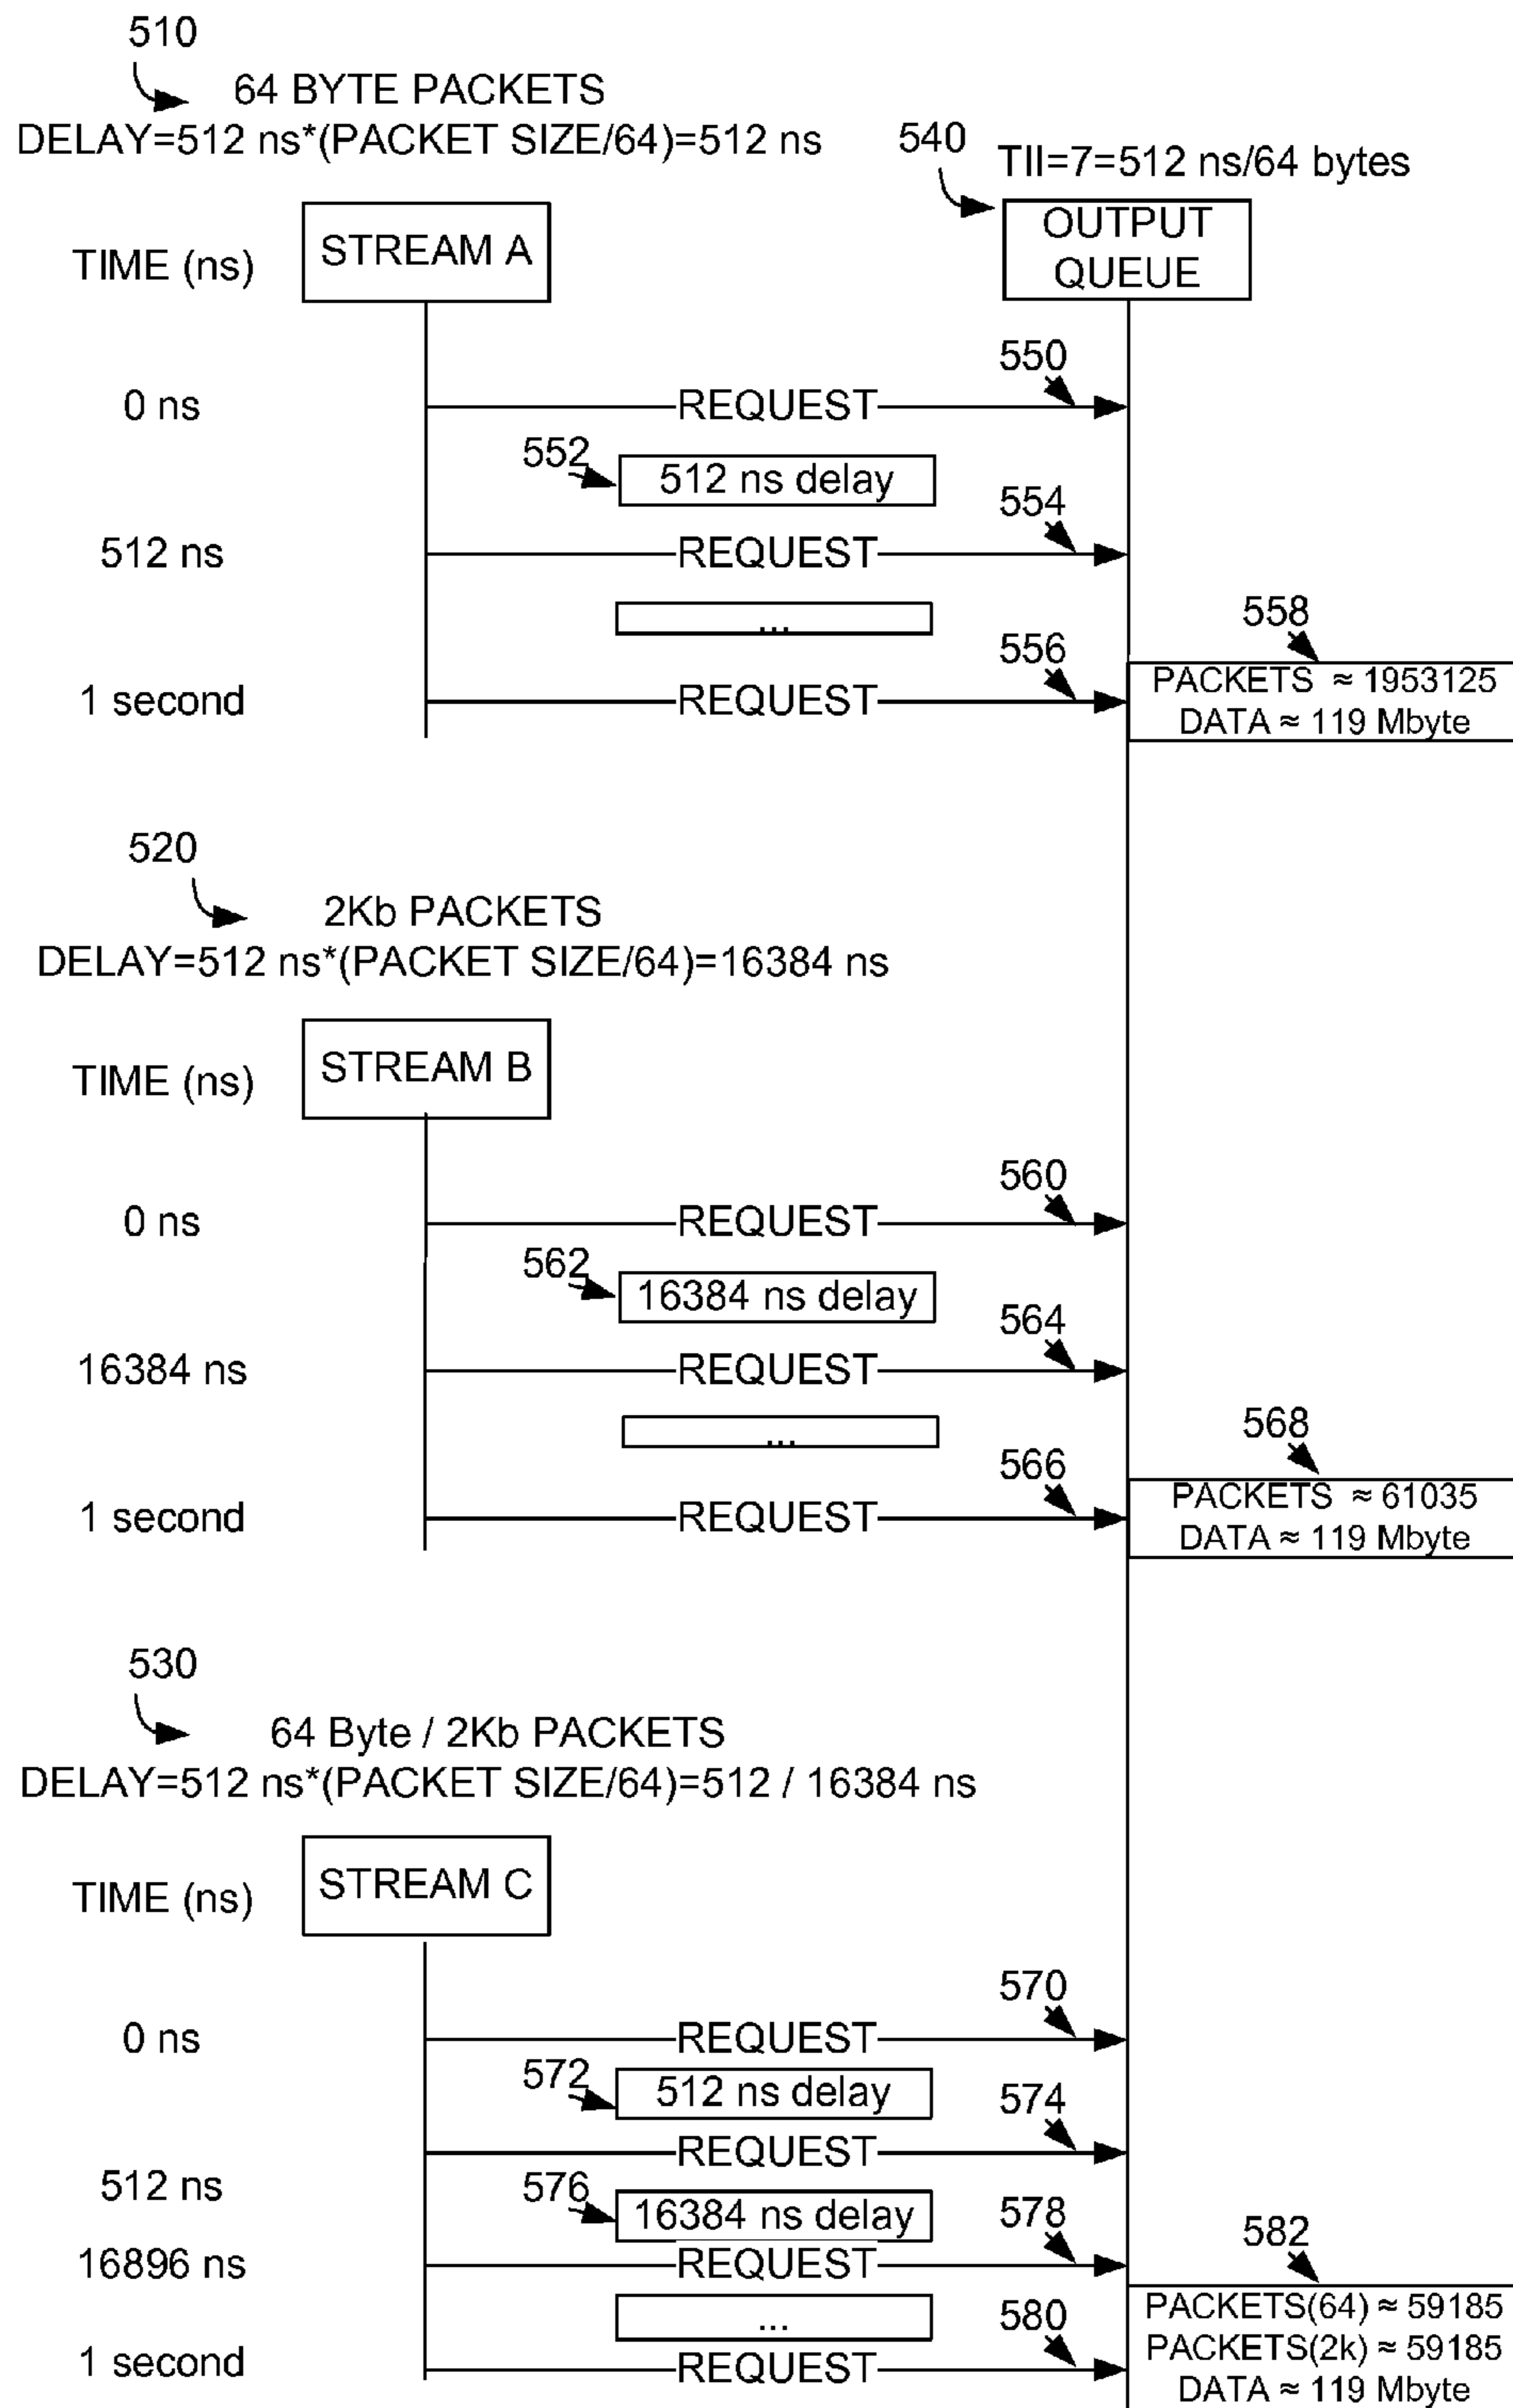 510
64 BYTE PACKETS
DELAY=512 ns*(PACKET SIZE/64)=512 ns
540
TII=7=512 ns/64 bytes
OUTPUT
QUEUE
TIME (ns)
STREAM A
550
0 ns
REQUEST
552
512 ns delay
554
512 ns
REQUEST
...
556
558
1 second
REQUEST
PACKETS ≈ 1953125
DATA ≈ 119 Mbyte
520
2Kb PACKETS
DELAY=512 ns*(PACKET SIZE/64)=16384 ns
TIME (ns)
STREAM B
560
0 ns
REQUEST
562
16384 ns delay
564
16384 ns
REQUEST
...
566
568
1 second
REQUEST
PACKETS ≈ 61035
DATA ≈ 119 Mbyte
530
64 Byte / 2Kb PACKETS
DELAY=512 ns*(PACKET SIZE/64)=512 / 16384 ns
TIME (ns)
STREAM C
570
0 ns
REQUEST
572
512 ns delay
574
REQUEST
512 ns
576
16384 ns delay
578
16896 ns
REQUEST
582
...
580
1 second
REQUEST
PACKETS(64) ≈ 59185
PACKETS(2k) ≈ 59185
DATA ≈ 119 Mbyte